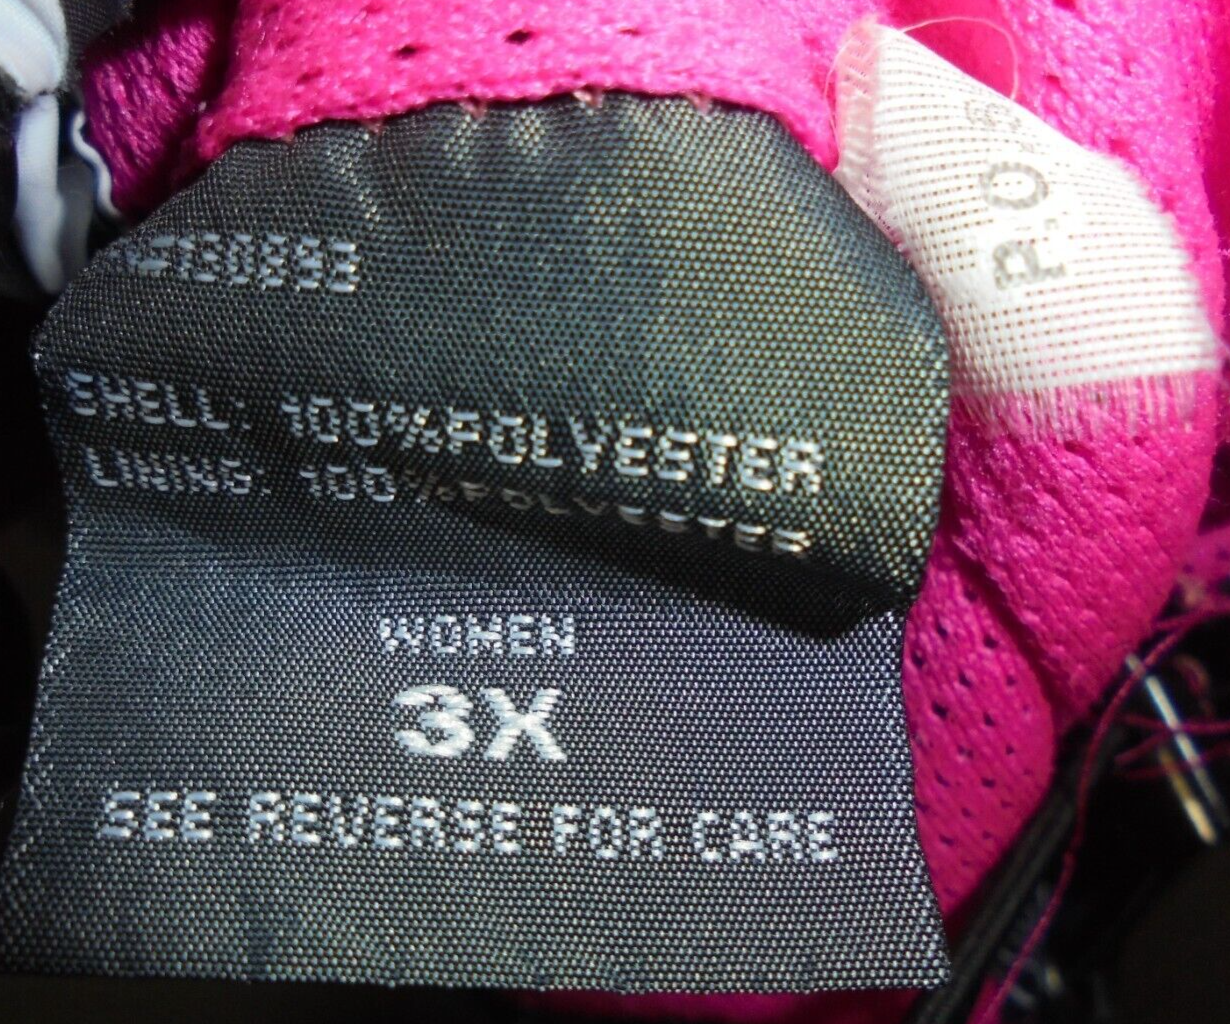 SHELL: 100%POLYESTER
LINING: 100%POLYESTER
WOMEN
3X
SEE REVERSE FOR CARE
P.O.